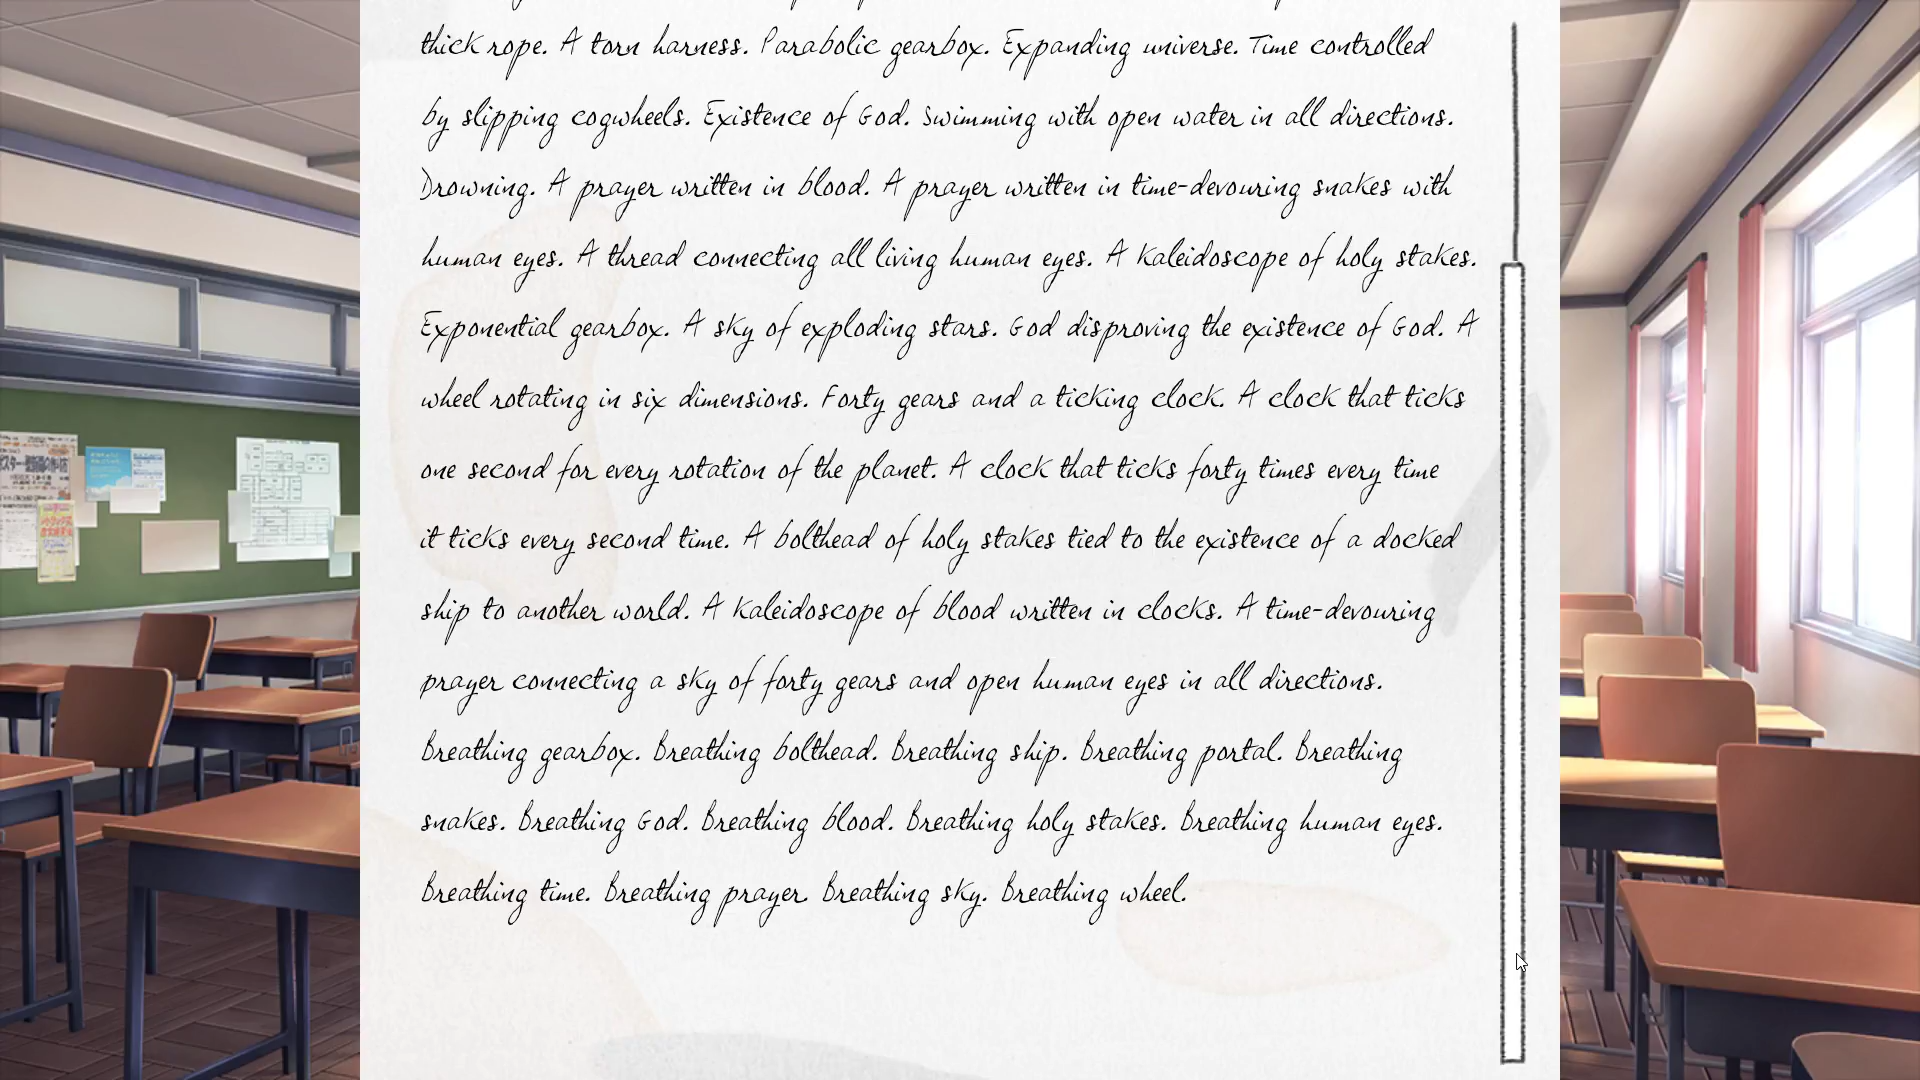 thick rope. A torn harness. Parabolic gearbox. Expanding universe. Time controlled
by slipping cogwheels. Existence of God. Swimming with open water in all directions.
Drowning. A prayer written in blood. A prayer written in time-devouring snakes with
human eyes. A thread connecting all living human eyes. A kaleidoscope of holy stakes.
Exponential gearbox. A sky of exploding stars. God disproving the existence of God. A
wheel rotating in six dimensions. Forty gears and a ticking clock. A clock that ticks
one second for every rotation of the planet. A clock that ticks forty times every time
it ticks every second time. A bolthead of holy stakes tied to the existence of a docked
ship to another world. A kaleidoscope of blood written in clocks. A time-devouring
prayer connecting a sky of forty gears and open human eyes in all directions.
Breathing gearbox. Breathing bolthead. Breathing ship. Breathing portal. Breathing
snakes. Breathing God. Breathing blood. Breathing holy stakes. Breathing human eyes.
Breathing time. Breathing prayer. Breathing sky. Breathing wheel.